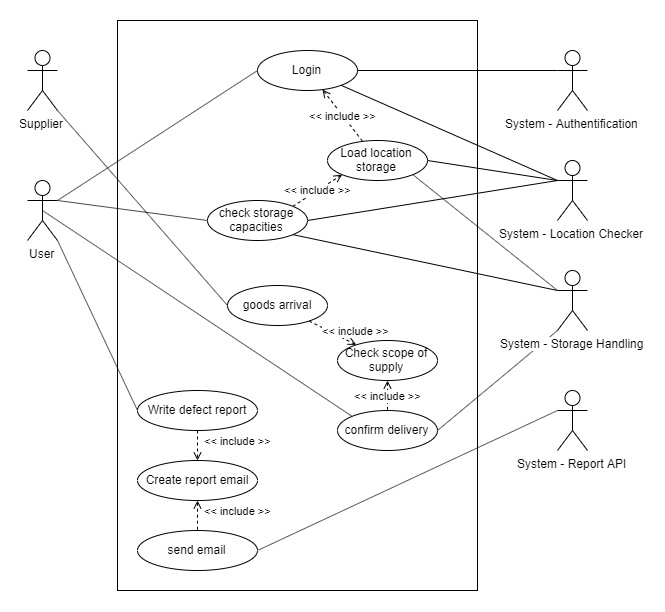 Login
Supplier
System - Authentification
<< include >>
Load location
storage
<< include >>
check storage
capacities
System - Location Checker
User
goods arrival
<< include >>
System - Storage Handling
Check scope of
supply
<< include >>
Write defect report
confirm delivery
<< include >>
System - Report API
Create report email
<< include >>
send email